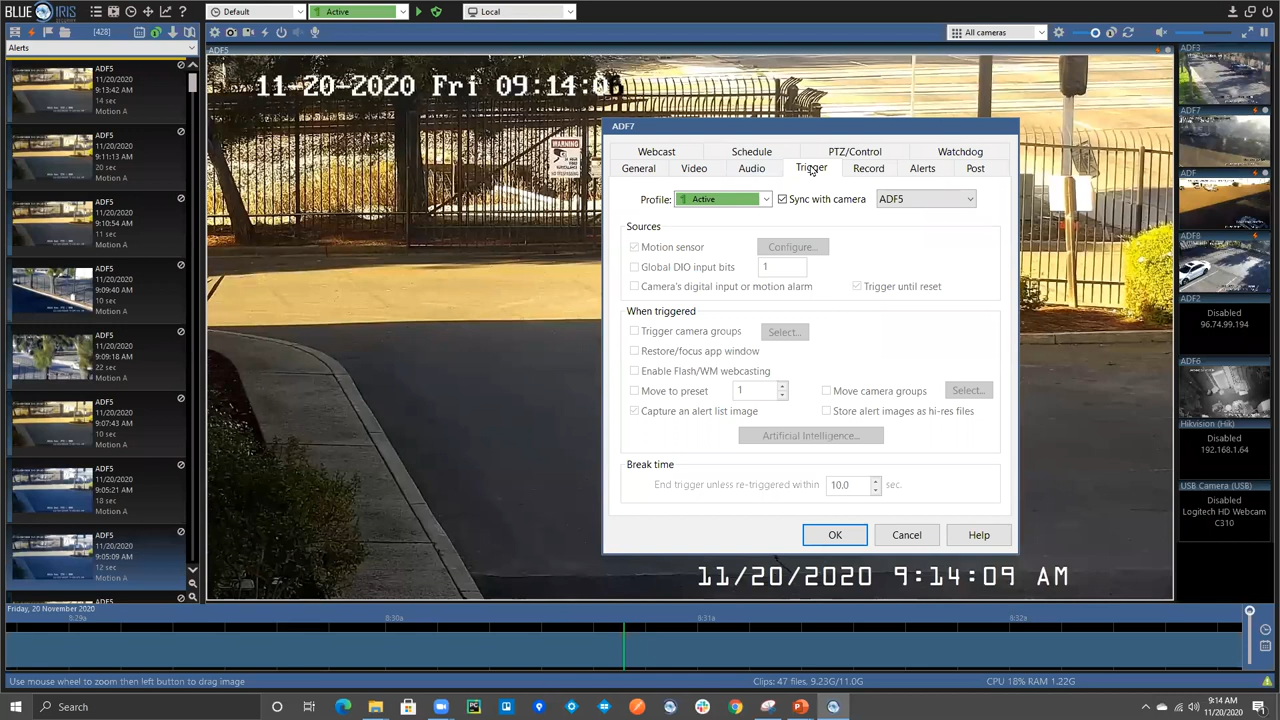 BLUE IRIS
SECURITY
Default
Active
Local
[428]
All cameras
Alerts
ADF5
ADF5
11/20/2020
9:13:42 AM
14 sec
Motion A
ADF5
11/20/2020
9:11:13 AM
20 sec
Motion A
ADF5
11/20/2020
9:10:54 AM
12 sec
Motion A
ADF5
11/20/2020
9:09:40 AM
10 sec
Motion A
ADF5
11/20/2020
9:09:18 AM
22 sec
Motion A
ADF5
11/20/2020
9:07:43 AM
10 sec
Motion A
ADF5
11/20/2020
9:05:21 AM
18 sec
Motion A
ADF5
11/20/2020
9:05:09 AM
12 sec
Motion A
11-20-2020 Fri 09:14:0
WARNING
ADF7
Webcast Schedule PTZ/Control Watchdog
General Video Audio Trigger Record Alerts Post
Profile: Active Sync with camera ADF5
Sources
Motion sensor Configure...
Global DIO input bits 1
Camera's digital input or motion alarm Trigger until reset
When triggered
Trigger camera groups Select...
Restore/focus app window
Enable Flash/WM webcasting
Move to preset 1 Move camera groups Select...
Capture an alert list image Store alert images as hi-res files
Artificial Intelligence...
Break time
End trigger unless re-triggered within 10.0 sec.
OK Cancel Help
11/20/2020 9:14:09 AM
ADF3
ADF7
ADF
ADF8
ADF2
Disabled
96.74.99.194
ADF6
Hikvision (Hik)
Disabled
192.168.1.64
USB Camera (USB)
Disabled
Logitech HD Webcam
C310
Friday, 20 November 2020
8:30a
9:31a
9:32a
Use mouse wheel to zoom then left button to drag image
Clips: 47 files, 9.23G/11.0G
CPU 18% RAM 1.22G
Search
9:14 AM
11/20/2020